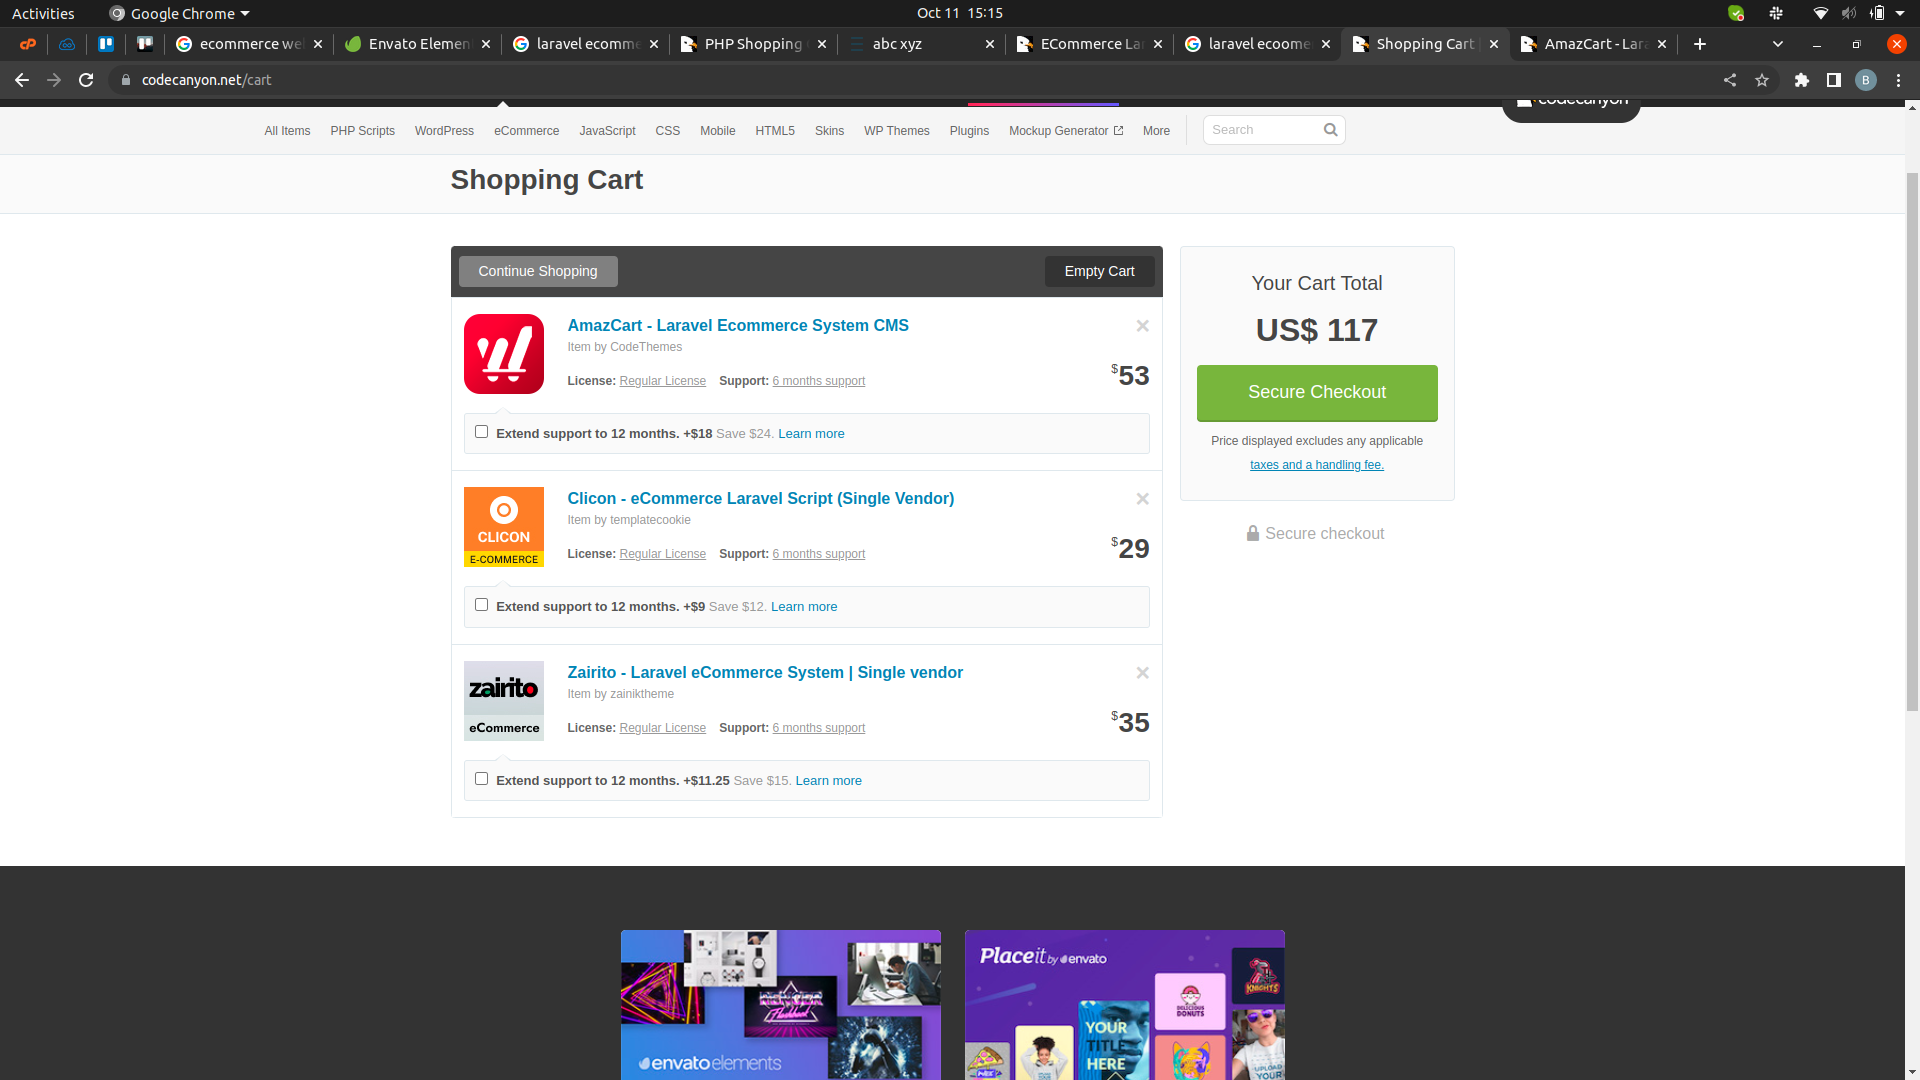 Activities
Google Chrome
Oct 11 15:15
ecommerce we
Envato Elemen
laravel ecomme
PHP Shopping
abc xyz
ECommerce La
laravel ecoome
Shopping Cart
AmazCart - Lara
codecanyon.net/cart
B
codecanyon
All Items
PHP Scripts
WordPress
eCommerce
JavaScript
CSS
Mobile
HTML5
Skins
WP Themes
Plugins
Mockup Generator
More
Search
Shopping Cart
Continue Shopping
Empty Cart
AmazCart - Laravel Ecommerce System CMS
Item by CodeThemes
License: Regular License Support: 6 months support
$53
Extend support to 12 months. +$18 Save $24. Learn more
CLICON
E-COMMERCE
Clicon - eCommerce Laravel Script (Single Vendor)
Item by templatecookie
License: Regular License Support: 6 months support
$29
Extend support to 12 months. +$9 Save $12. Learn more
zairito
eCommerce
Zairito - Laravel eCommerce System | Single vendor
Item by zainiktheme
License: Regular License Support: 6 months support
$35
Extend support to 12 months. +$11.25 Save $15. Learn more
Your Cart Total
US$ 117
Secure Checkout
Price displayed excludes any applicable
taxes and a handling fee.
Secure checkout
envato elements
Placeit by envato
KNIGHTS
DELICIOUS
DONUTS
YOUR
TITLE
HERE
UPLOAD
YOUR